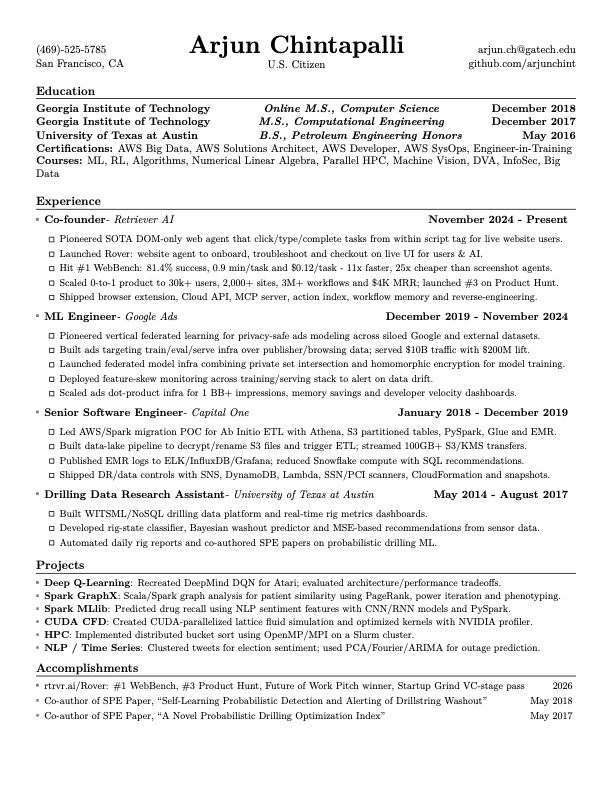 Arjun Chintapalli
(469)-525-5785
U.S. Citizen
arjun.ch@gatech.edu
San Francisco, CA
github.com/arjunchint
Education
Georgia Institute of Technology Online M.S., Computer Science December 2018
Georgia Institute of Technology M.S., Computational Engineering December 2017
University of Texas at Austin B.S., Petroleum Engineering Honors May 2016
Certifications: AWS Big Data, AWS Solutions Architect, AWS Developer, AWS SysOps, Engineer-in-Training
Courses: ML, RL, Algorithms, Numerical Linear Algebra, Parallel HPC, Machine Vision, DVA, InfoSec, Big
Data
Experience
Co-founder- Retriever AI November 2024 - Present
Pioneered SOTA DOM-only web agent that click/type/complete tasks from within script tag for live website users.
Launched Rover: website agent to onboard, troubleshoot and checkout on live UI for users & AI.
Hit #1 WebBench: 81.4% success, 0.9 min/task and $0.12/task - 11x faster, 25x cheaper than screenshot agents.
Scaled 0-to-1 product to 30k+ users, 2,000+ sites, 3M+ workflows and $4K MRR; launched #3 on Product Hunt.
Shipped browser extension, Cloud API, MCP server, action index, workflow memory and reverse-engineering.
ML Engineer- Google Ads December 2019 - November 2024
Pioneered vertical federated learning for privacy-safe ads modeling across siloed Google and external datasets.
Built ads targeting train/eval/serve infra over publisher/browsing data; served $10B traffic with $200M lift.
Launched federated model infra combining private set intersection and homomorphic encryption for model training.
Deployed feature-skew monitoring across training/serving stack to alert on data drift.
Scaled ads dot-product infra for 1 BB+ impressions, memory savings and developer velocity dashboards.
Senior Software Engineer- Capital One January 2018 - December 2019
Led AWS/Spark migration POC for Ab Initio ETL with Athena, S3 partitioned tables, PySpark, Glue and EMR.
Built data-lake pipeline to decrypt/rename S3 files and trigger ETL; streamed 100GB+ S3/KMS transfers.
Published EMR logs to ELK/InfluxDB/Grafana; reduced Snowflake compute with SQL recommendations.
Shipped DR/data controls with SNS, DynamoDB, Lambda, SSN/PCI scanners, CloudFormation and snapshots.
Drilling Data Research Assistant- University of Texas at Austin May 2014 - August 2017
Built WITSML/NoSQL drilling data platform and real-time rig metrics dashboards.
Developed rig-state classifier, Bayesian washout predictor and MSE-based recommendations from sensor data.
Automated daily rig reports and co-authored SPE papers on probabilistic drilling ML.
Projects
Deep Q-Learning: Recreated DeepMind DQN for Atari; evaluated architecture/performance tradeoffs.
Spark GraphX: Scala/Spark graph analysis for patient similarity using PageRank, power iteration and phenotyping.
Spark MLlib: Predicted drug recall using NLP sentiment features with CNN/RNN models and PySpark.
CUDA CFD: Created CUDA-parallelized lattice fluid simulation and optimized kernels with NVIDIA profiler.
HPC: Implemented distributed bucket sort using OpenMP/MPI on a Slurm cluster.
NLP / Time Series: Clustered tweets for election sentiment; used PCA/Fourier/ARIMA for outage prediction.
Accomplishments
rtrvr.ai/Rover: #1 WebBench, #3 Product Hunt, Future of Work Pitch winner, Startup Grind VC-stage pass 2026
Co-author of SPE Paper, “Self-Learning Probabilistic Detection and Alerting of Drillstring Washout” May 2018
Co-author of SPE Paper, “A Novel Probabilistic Drilling Optimization Index” May 2017